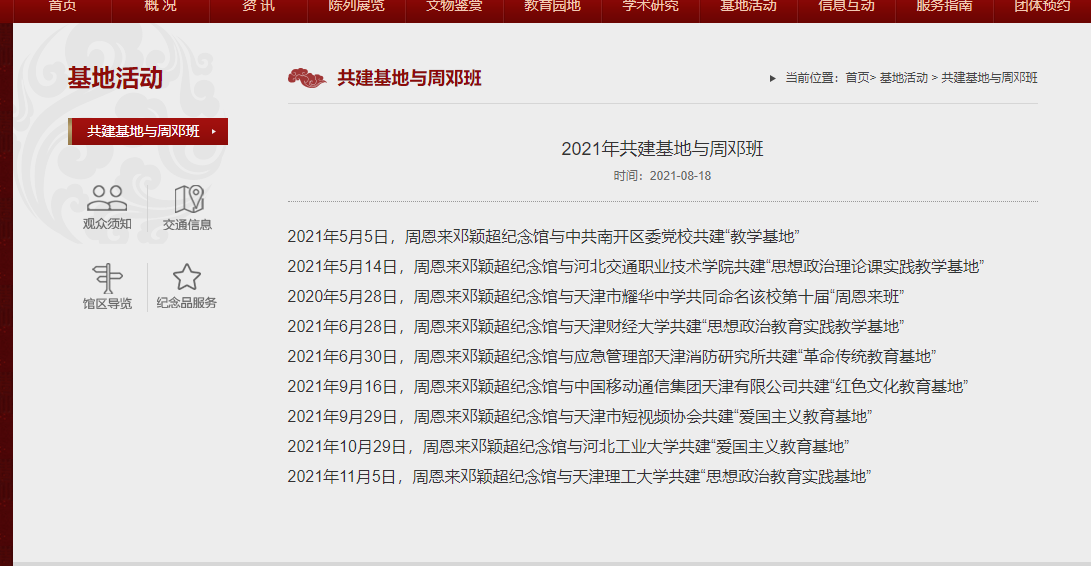 首页 概 况 资 讯 陈列展览 文物鉴赏 教育园地 学术研究 基地活动 信息互动 服务指南 团体预约
基地活动
共建基地与周邓班
观众须知 交通信息
馆区导览 纪念品服务
共建基地与周邓班
当前位置：首页> 基地活动 > 共建基地与周邓班
2021年共建基地与周邓班
时间：2021-08-18
2021年5月5日，周恩来邓颖超纪念馆与中共南开区委党校共建“教学基地”
2021年5月14日，周恩来邓颖超纪念馆与河北交通职业技术学院共建“思想政治理论课实践教学基地”
2020年5月28日，周恩来邓颖超纪念馆与天津市耀华中学共同命名该校第十届“周恩来班”
2021年6月28日，周恩来邓颖超纪念馆与天津财经大学共建“思想政治教育实践教学基地”
2021年6月30日，周恩来邓颖超纪念馆与应急管理部天津消防研究所共建“革命传统教育基地”
2021年9月16日，周恩来邓颖超纪念馆与中国移动通信集团天津有限公司共建“红色文化教育基地”
2021年9月29日，周恩来邓颖超纪念馆与天津市短视频协会共建“爱国主义教育基地”
2021年10月29日，周恩来邓颖超纪念馆与河北工业大学共建“爱国主义教育基地”
2021年11月5日，周恩来邓颖超纪念馆与天津理工大学共建“思想政治教育实践基地”